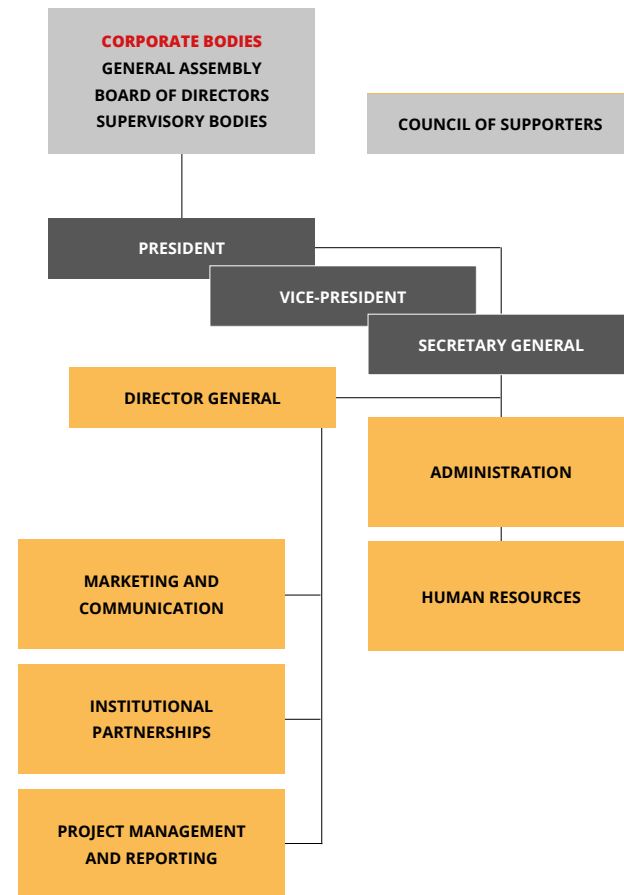 CORPORATE BODIES
GENERAL ASSEMBLY
BOARD OF DIRECTORS
SUPERVISORY BODIES
COUNCIL OF SUPPORTERS
PRESIDENT
VICE-PRESIDENT
SECRETARY GENERAL
DIRECTOR GENERAL
ADMINISTRATION
MARKETING AND
COMMUNICATION
HUMAN RESOURCES
INSTITUTIONAL
PARTNERSHIPS
PROJECT MANAGEMENT
AND REPORTING